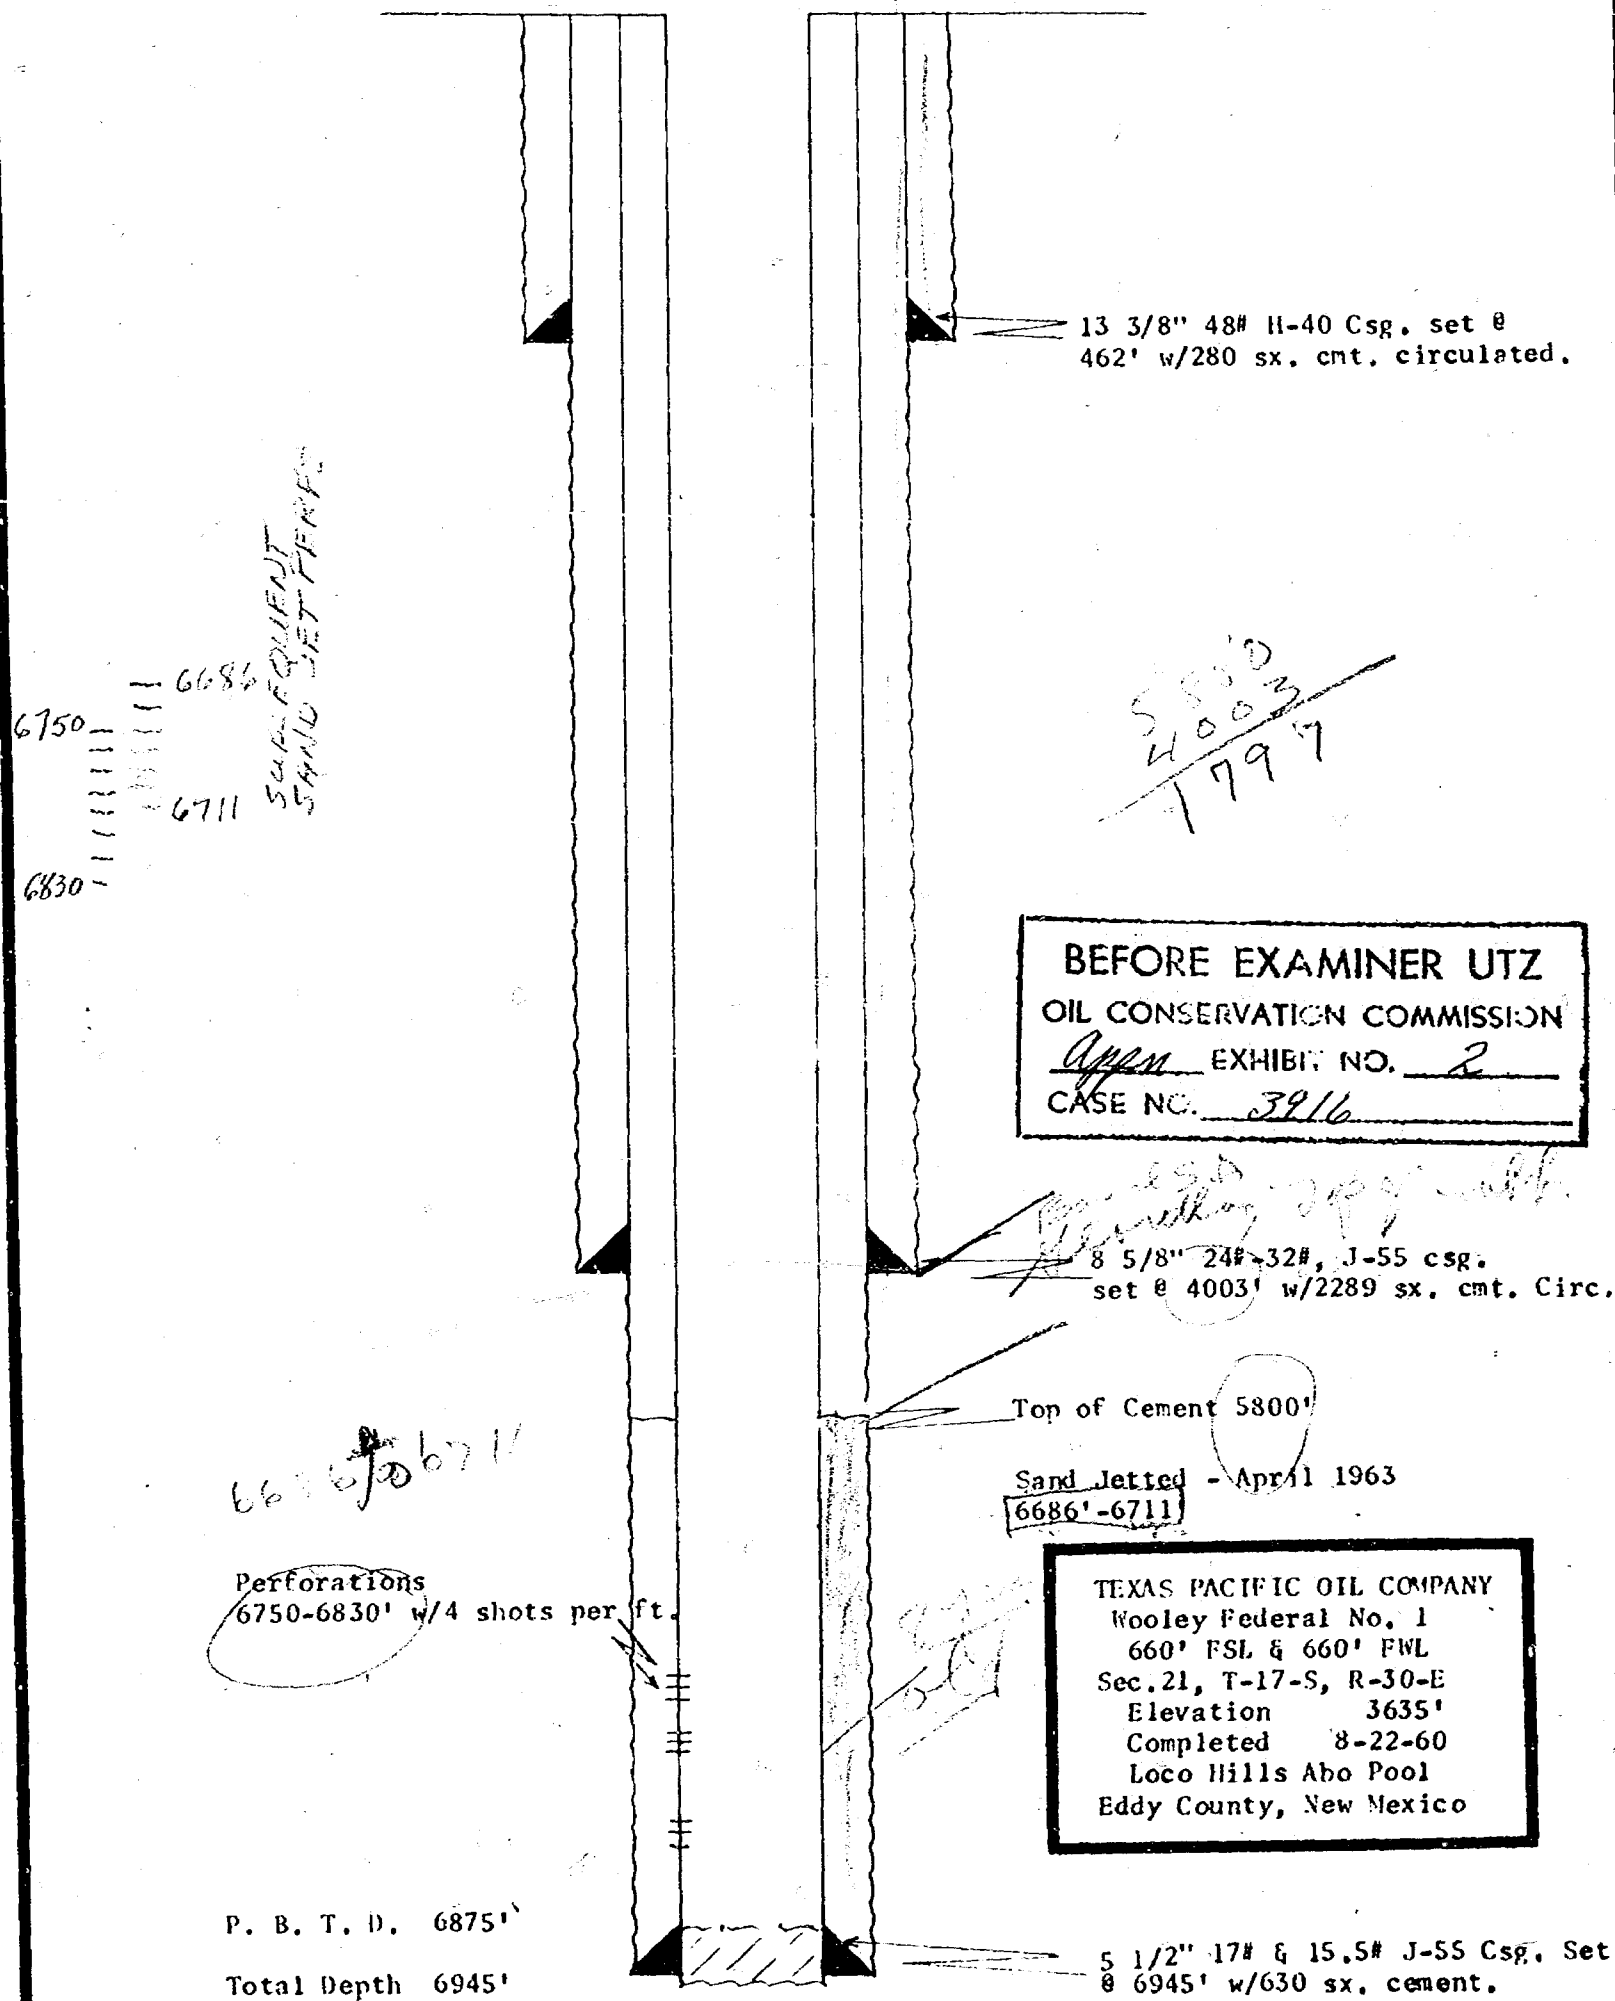 13 3/8" 48# H-40 Csg. set @
462' w/280 sx. cmt. circulated.
SUBSEQUENT
SAND JET PERFS
6686
6711
6750
6830
5800
4003
1797
BEFORE EXAMINER UTZ
OIL CONSERVATION COMMISSION
EXHIBIT NO. 2
CASE NO. 3916
8 5/8" 24#-32#, J-55 csg.
set @ 4003' w/2289 sx. cmt. Circ.
Top of Cement 5800'
Sand Jetted - April 1963
6686'-6711'
6686 to 6711
Perforations
6750-6830' w/4 shots per ft.
TEXAS PACIFIC OIL COMPANY
Wooley Federal No. 1
660' FSL & 660' FWL
Sec.21, T-17-S, R-30-E
Elevation 3635'
Completed 8-22-60
Loco Hills Abo Pool
Eddy County, New Mexico
P. B. T. D. 6875'
Total Depth 6945'
5 1/2" 17# & 15.5# J-55 Csg. Set
@ 6945' w/630 sx. cement.